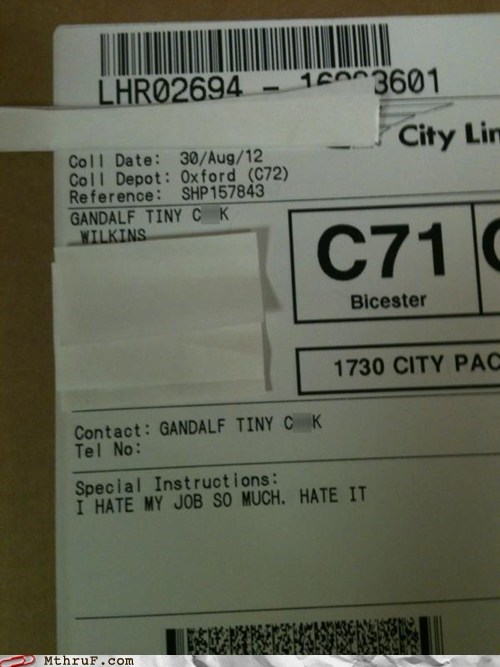 LHR02694 - 3601
City
Coll Date: 30/Aug/12
Coll Depot: Oxford (C72)
Reference: SHP157843
GANDALF TINY C K
WILKINS
C71
Bicester
1730 CITY PAC
Contact: GANDALF TINY C K
Tel No:
Special Instructions:
I HATE MY JOB SO MUCH. HATE IT
MThruF.com